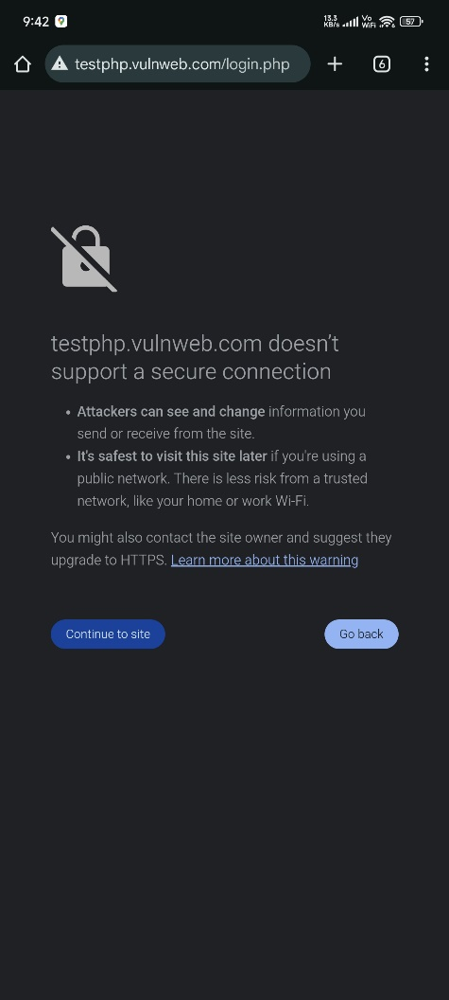 9:42
13.3
KB/s
Vo
WiFi
57
testphp.vulnweb.com/login.php
6
testphp.vulnweb.com doesn’t
support a secure connection
• Attackers can see and change information you
send or receive from the site.
• It's safest to visit this site later if you're using a
public network. There is less risk from a trusted
network, like your home or work Wi-Fi.
You might also contact the site owner and suggest they
upgrade to HTTPS. Learn more about this warning
Continue to site
Go back